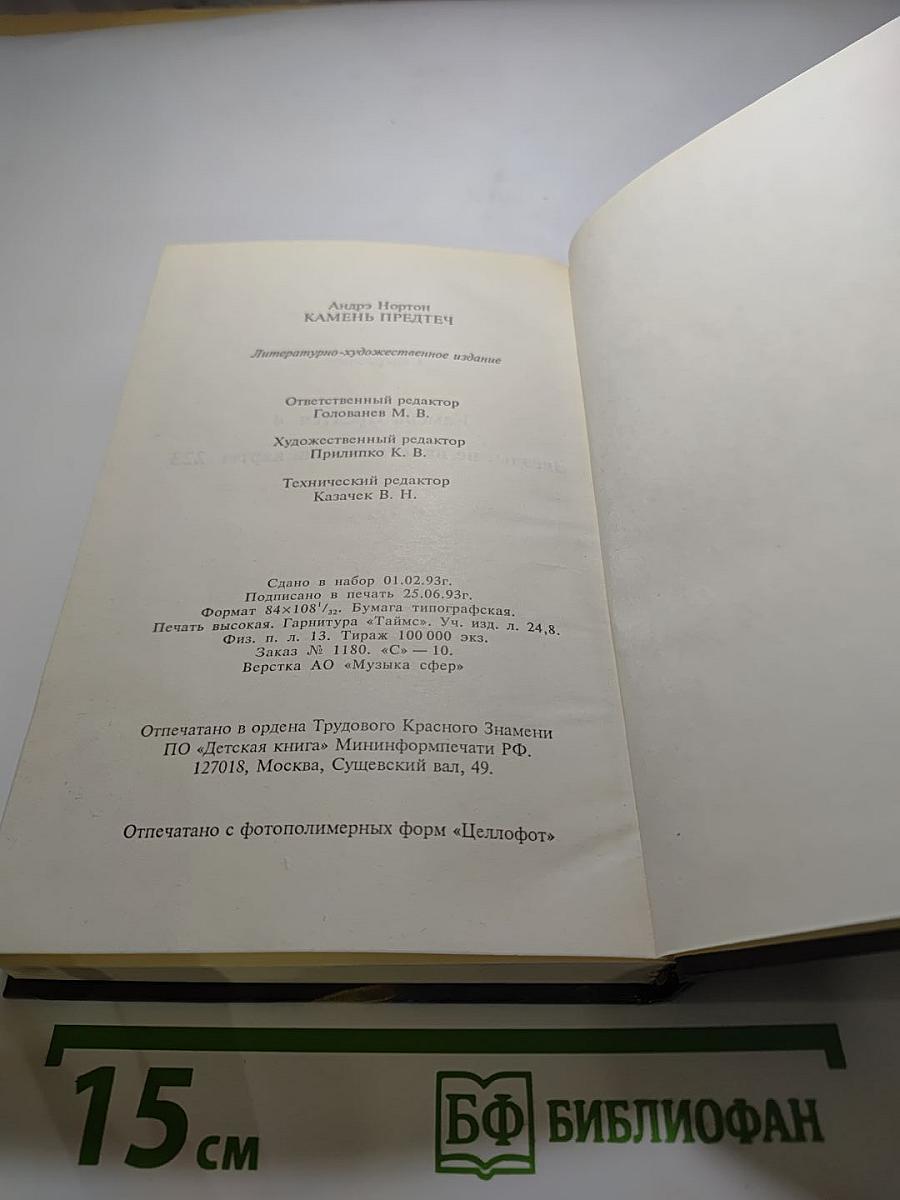 Андрэ Нортон
КАМЕНЬ ПРЕДТЕЧ
Литературно-художественное издание
Ответственный редактор
Голованев М. В.
Художественный редактор
Прилипко К. В.
Технический редактор
Казачек В. Н.
Сдано в набор 01.02.93г.
Подписано в печать 25.06.93г.
Формат 84×108¹/₃₂. Бумага типографская.
Печать высокая. Гарнитура «Таймс». Уч. изд. л. 24,8.
Физ. п. л. 13. Тираж 100 000 экз.
Заказ № 1180. «С» — 10.
Верстка АО «Музыка сфер»
Отпечатано в ордена Трудового Красного Знамени
ПО «Детская книга» Мининформпечати РФ.
127018, Москва, Сущевский вал, 49.
Отпечатано с фотополимерных форм «Целлофот»
15 см
БФ БИБЛИОФАН